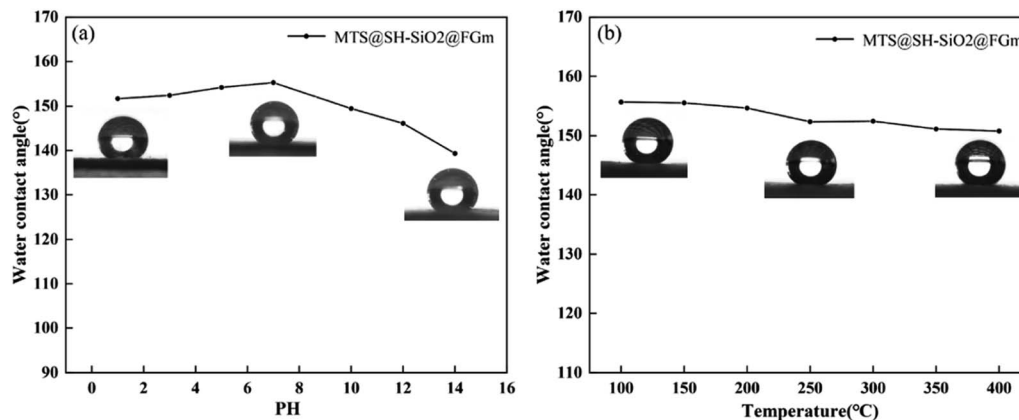 (a)
MTS@SH-SiO2@FGm
Water contact angle(°)
170
160
150
140
130
120
110
100
90
0 2 4 6 8 10 12 14 16
PH
(b)
MTS@SH-SiO2@FGm
Water contact angle(°)
170
160
150
140
130
120
110
100 150 200 250 300 350 400
Temperature(°C)